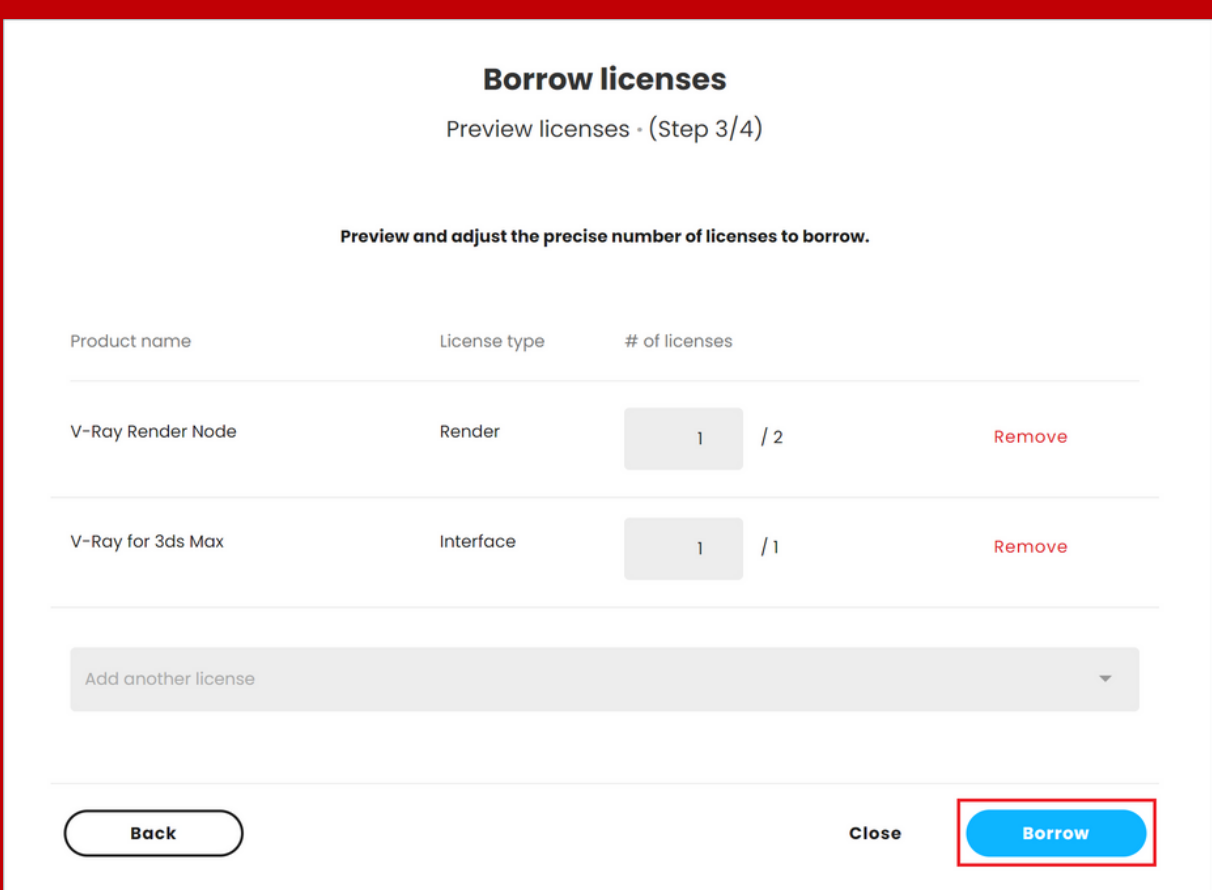 Borrow licenses
Preview licenses • (Step 3/4)
Preview and adjust the precise number of licenses to borrow.
Product name License type # of licenses
V-Ray Render Node Render 1 / 2 Remove
V-Ray for 3ds Max Interface 1 / 1 Remove
Add another license
Back Close Borrow